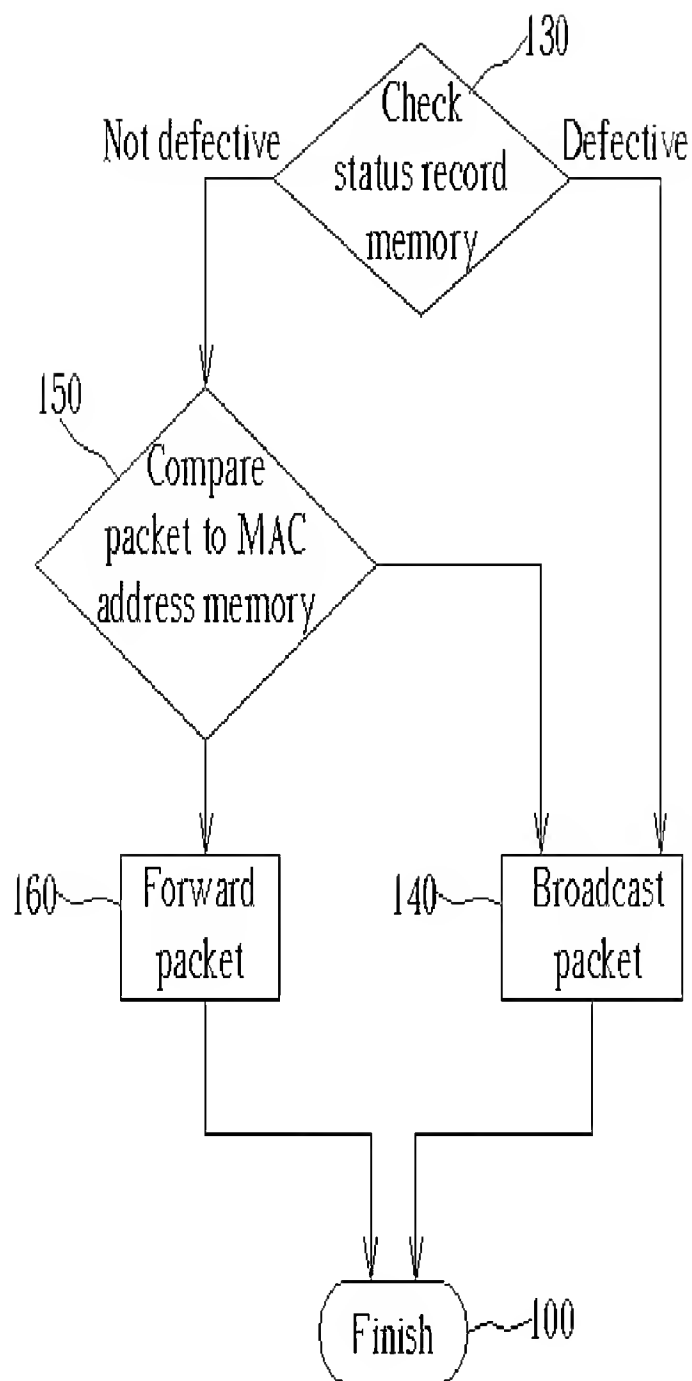 130
Check
status record
memory
Not defective
Defective
150
Compare
packet to MAC
address memory
160
Forward
packet
140
Broadcast
packet
Finish
100